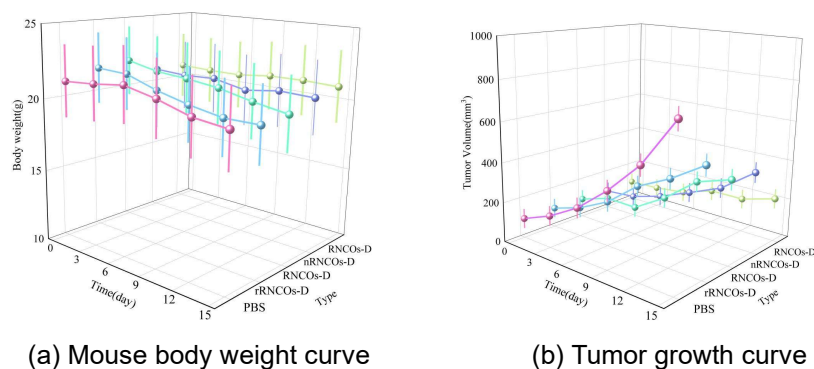 25
20
15
10
Body weight(g)
0
3
6
9
12
15
Time(day)
PBS
rRNCOs-D
RNCOs-D
nRNCOs-D
RNCOs-D
Type
(a) Mouse body weight curve
1000
800
600
400
200
0
Tumor Volume(mm³)
0
3
6
9
12
15
Time(day)
PBS
rRNCOs-D
RNCOs-D
nRNCOs-D
RNCOs-D
Type
(b) Tumor growth curve